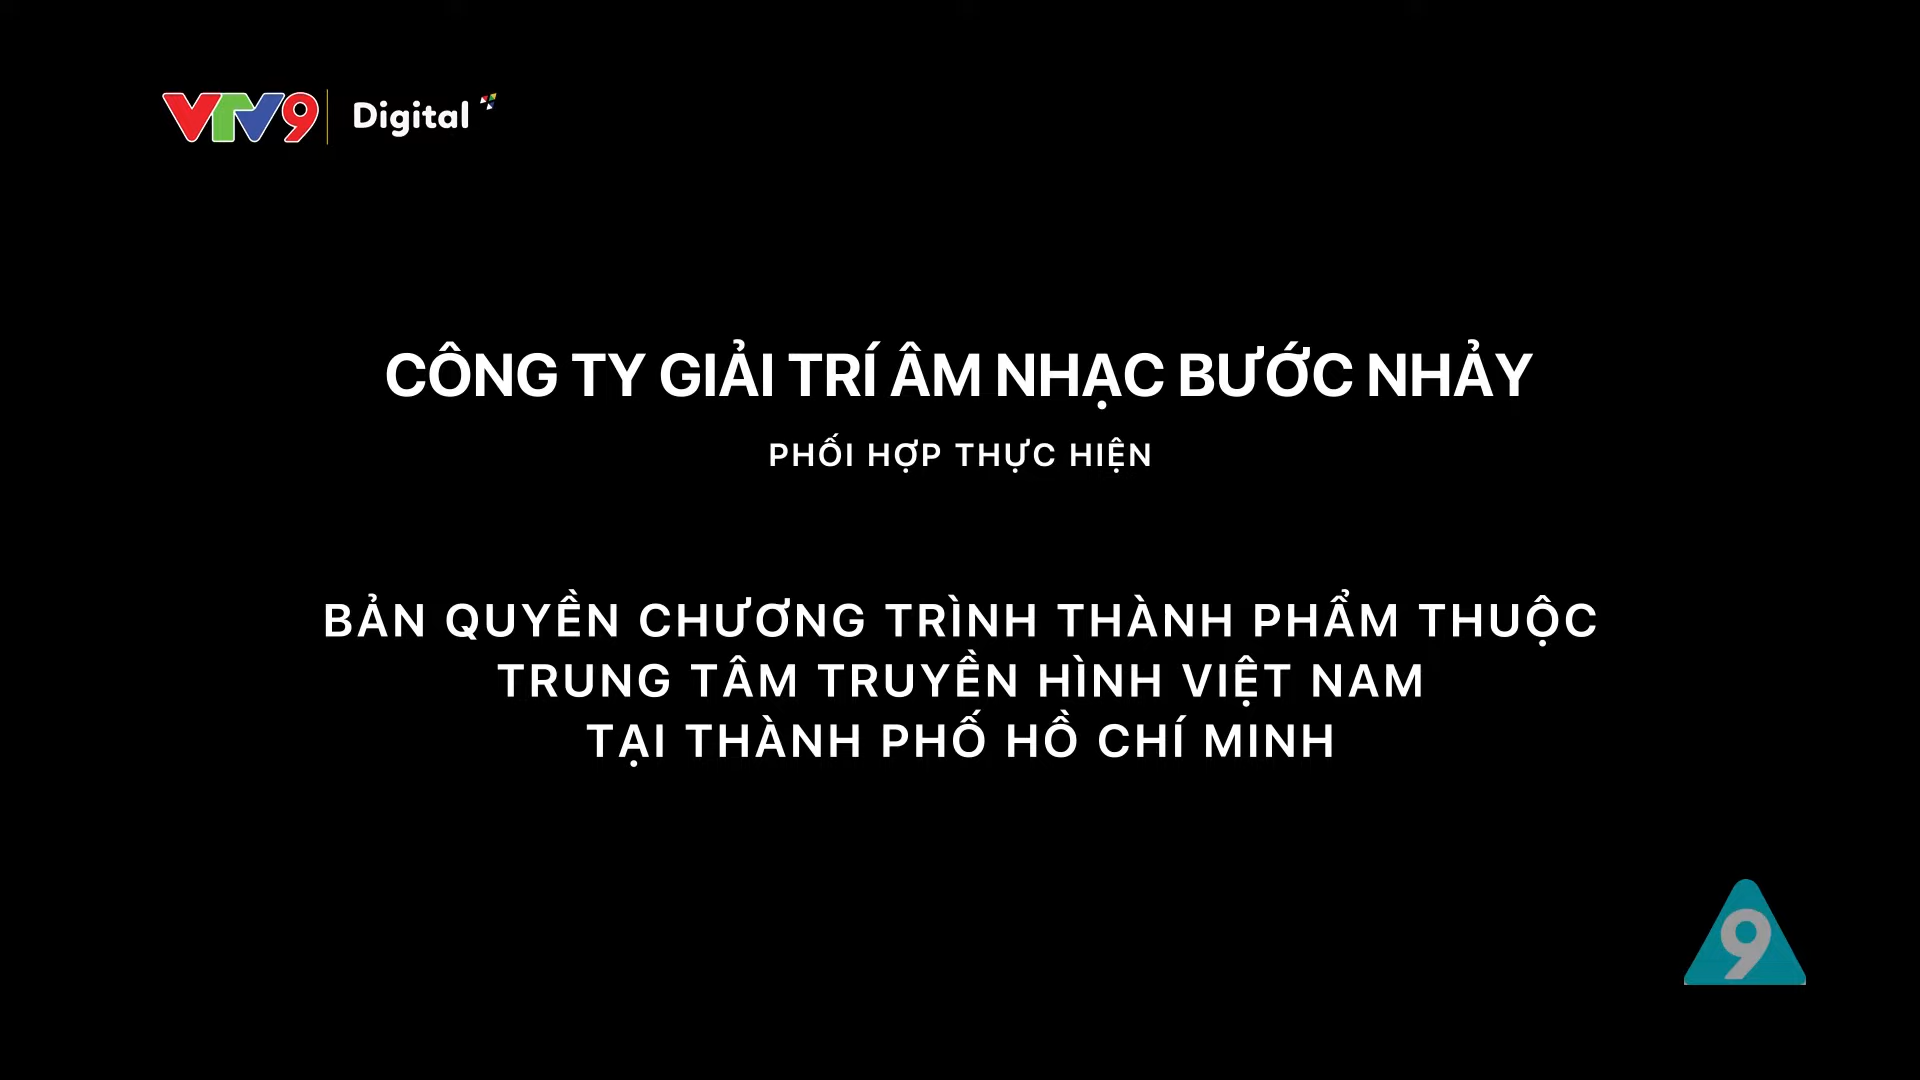 VTV9 Digital
CÔNG TY GIẢI TRÍ ÂM NHẠC BƯỚC NHẢY
PHỐI HỢP THỰC HIỆN
BẢN QUYỀN CHƯƠNG TRÌNH THÀNH PHẨM THUỘC
TRUNG TÂM TRUYỀN HÌNH VIỆT NAM
TẠI THÀNH PHỐ HỒ CHÍ MINH
9